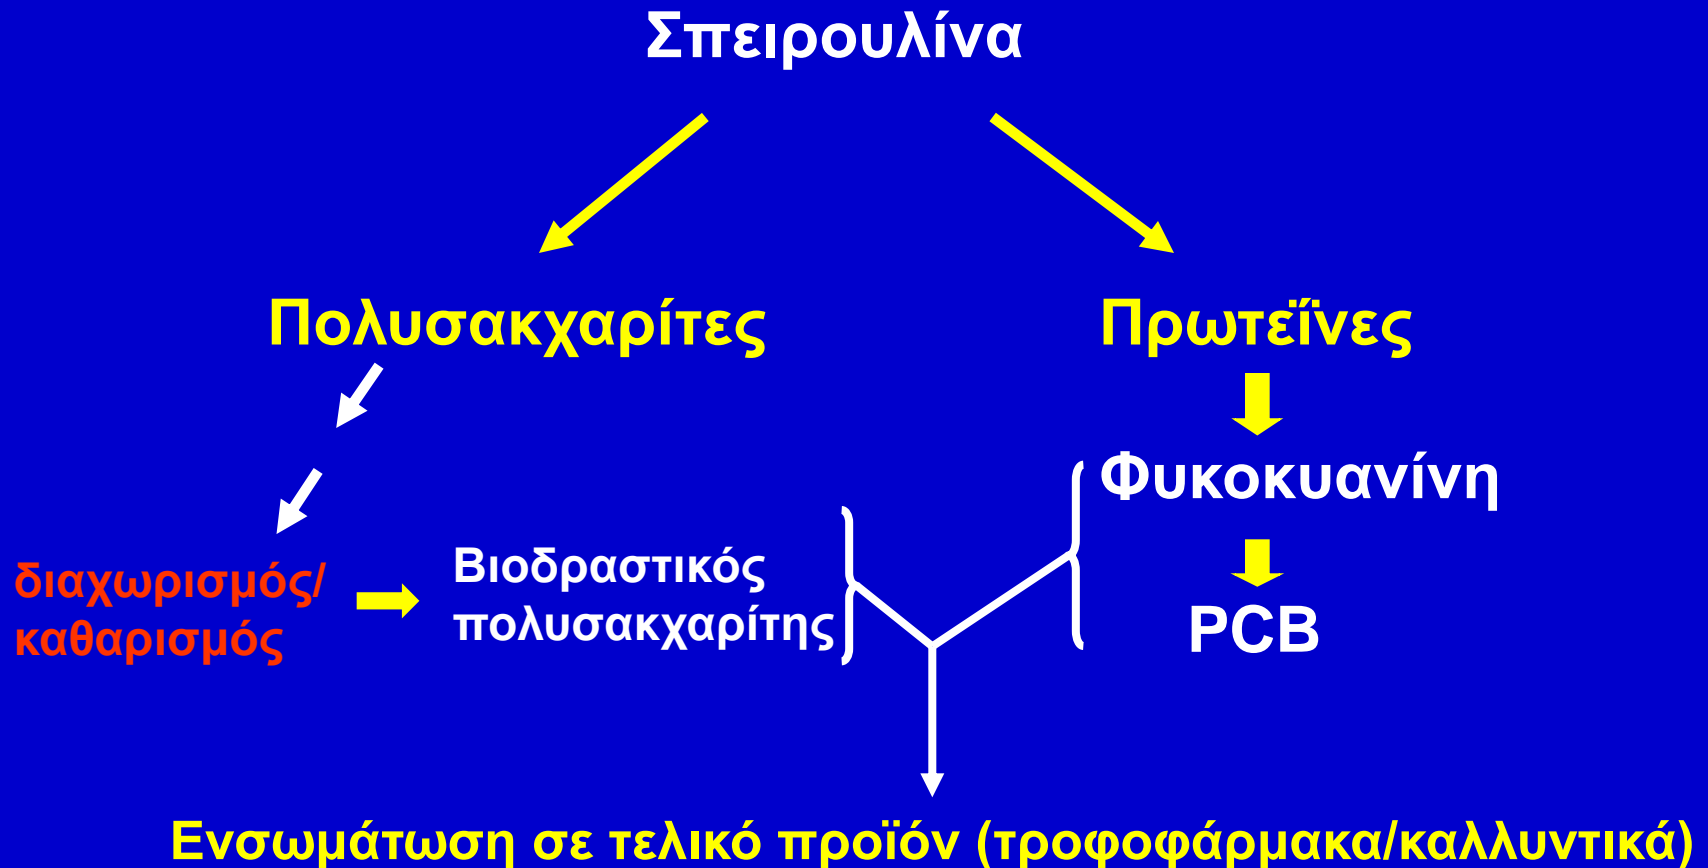 Σπειρουλίνα
Πολυσακχαρίτες
Πρωτεΐνες
Φυκοκυανίνη
PCB
διαχωρισμός/
καθαρισμός
Βιοδραστικός
πολυσακχαρίτης
Ενσωμάτωση σε τελικό προϊόν (τροφοφάρμακα/καλλυντικά)